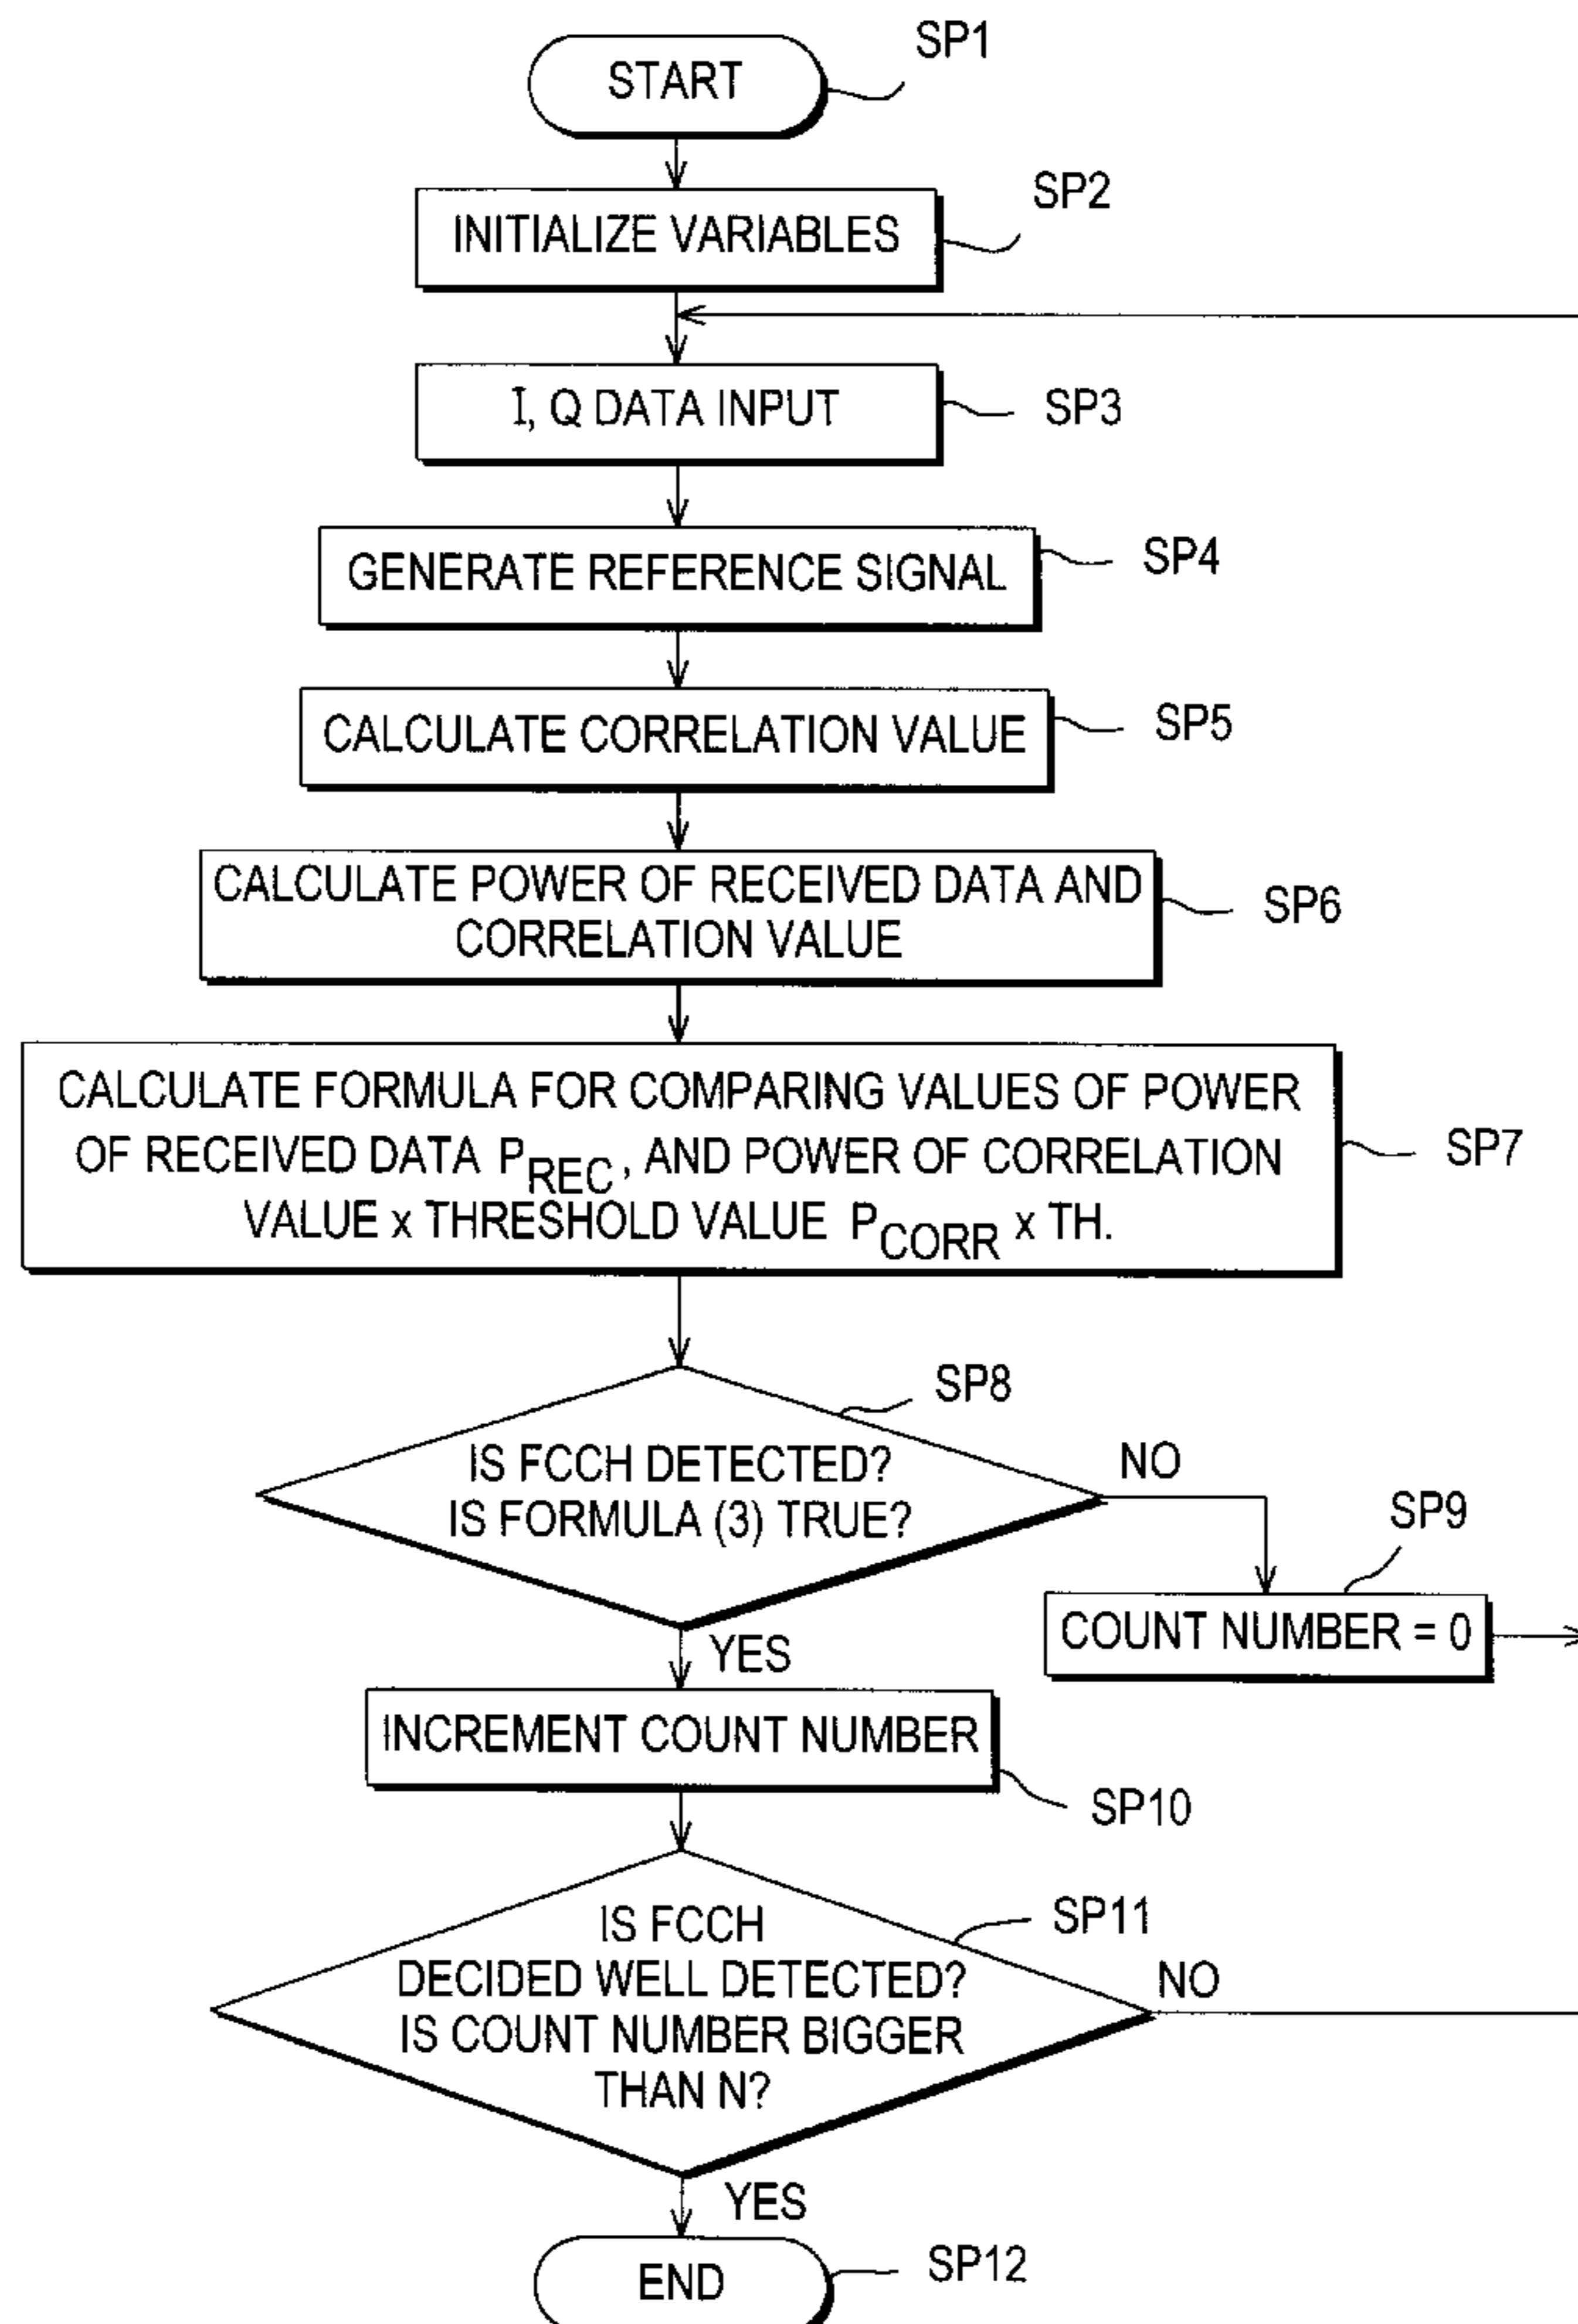 START
SP1
INITIALIZE VARIABLES
SP2
I, Q DATA INPUT
SP3
GENERATE REFERENCE SIGNAL
SP4
CALCULATE CORRELATION VALUE
SP5
CALCULATE POWER OF RECEIVED DATA AND
CORRELATION VALUE
SP6
CALCULATE FORMULA FOR COMPARING VALUES OF POWER
OF RECEIVED DATA P_REC, AND POWER OF CORRELATION
VALUE x THRESHOLD VALUE P_CORR x TH.
SP7
SP8
IS FCCH DETECTED?
IS FORMULA (3) TRUE?
NO
SP9
COUNT NUMBER = 0
YES
INCREMENT COUNT NUMBER
SP10
IS FCCH
DECIDED WELL DETECTED?
IS COUNT NUMBER BIGGER
THAN N?
SP11
NO
YES
END
SP12